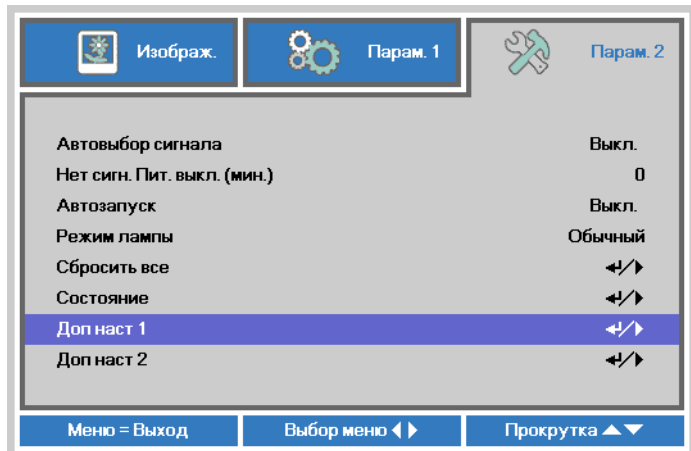 Изображ. Парам. 1 Парам. 2
Автовыбор сигнала Выкл.
Нет сигн. Пит. выкл. (мин.) 0
Автозапуск Выкл.
Режим лампы Обычный
Сбросить все ↵/▶
Состояние ↵/▶
Доп наст 1 ↵/▶
Доп наст 2 ↵/▶
Меню = Выход Выбор меню ◀ ▶ Прокрутка ▲▼